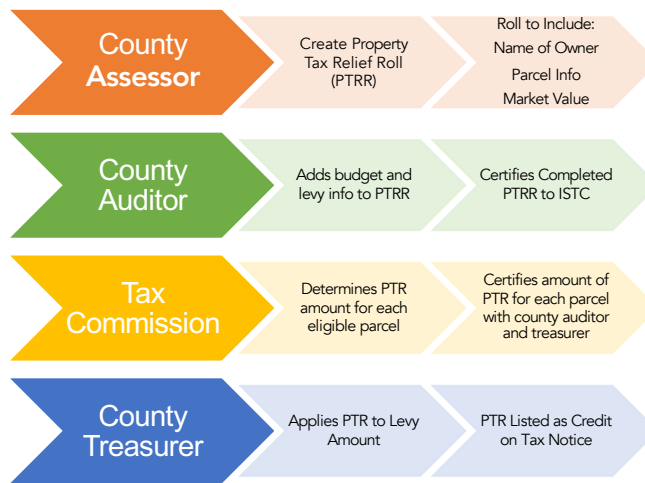 County
Assessor
Create Property
Tax Relief Roll
(PTRR)
Roll to Include:
Name of Owner
Parcel Info
Market Value
County
Auditor
Adds budget and
levy info to PTRR
Certifies Completed
PTRR to ISTC
Tax
Commission
Determines PTR
amount for each
eligible parcel
Certifies amount of
PTR for each parcel
with county auditor
and treasurer
County
Treasurer
Applies PTR to Levy
Amount
PTR Listed as Credit
on Tax Notice